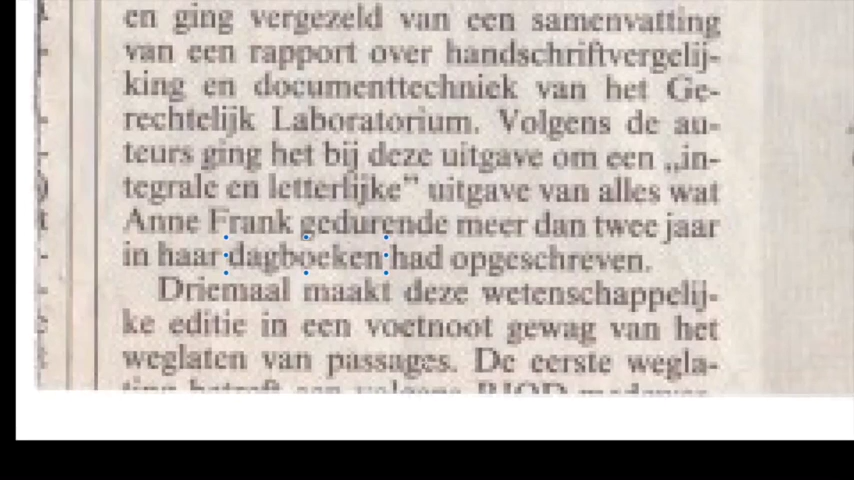 en ging vergezeld van een samenvatting
van een rapport over handschriftvergelij-
king en documenttechniek van het Ge-
rechtelijk Laboratorium. Volgens de au-
teurs ging het bij deze uitgave om een „in-
tegrale en letterlijke” uitgave van alles wat
Anne Frank gedurende meer dan twee jaar
in haar dagboeken had opgeschreven.
Driemaal maakt deze wetenschappelij-
ke editie in een voetnoot gewag van het
weglaten van passages. De eerste wegla-